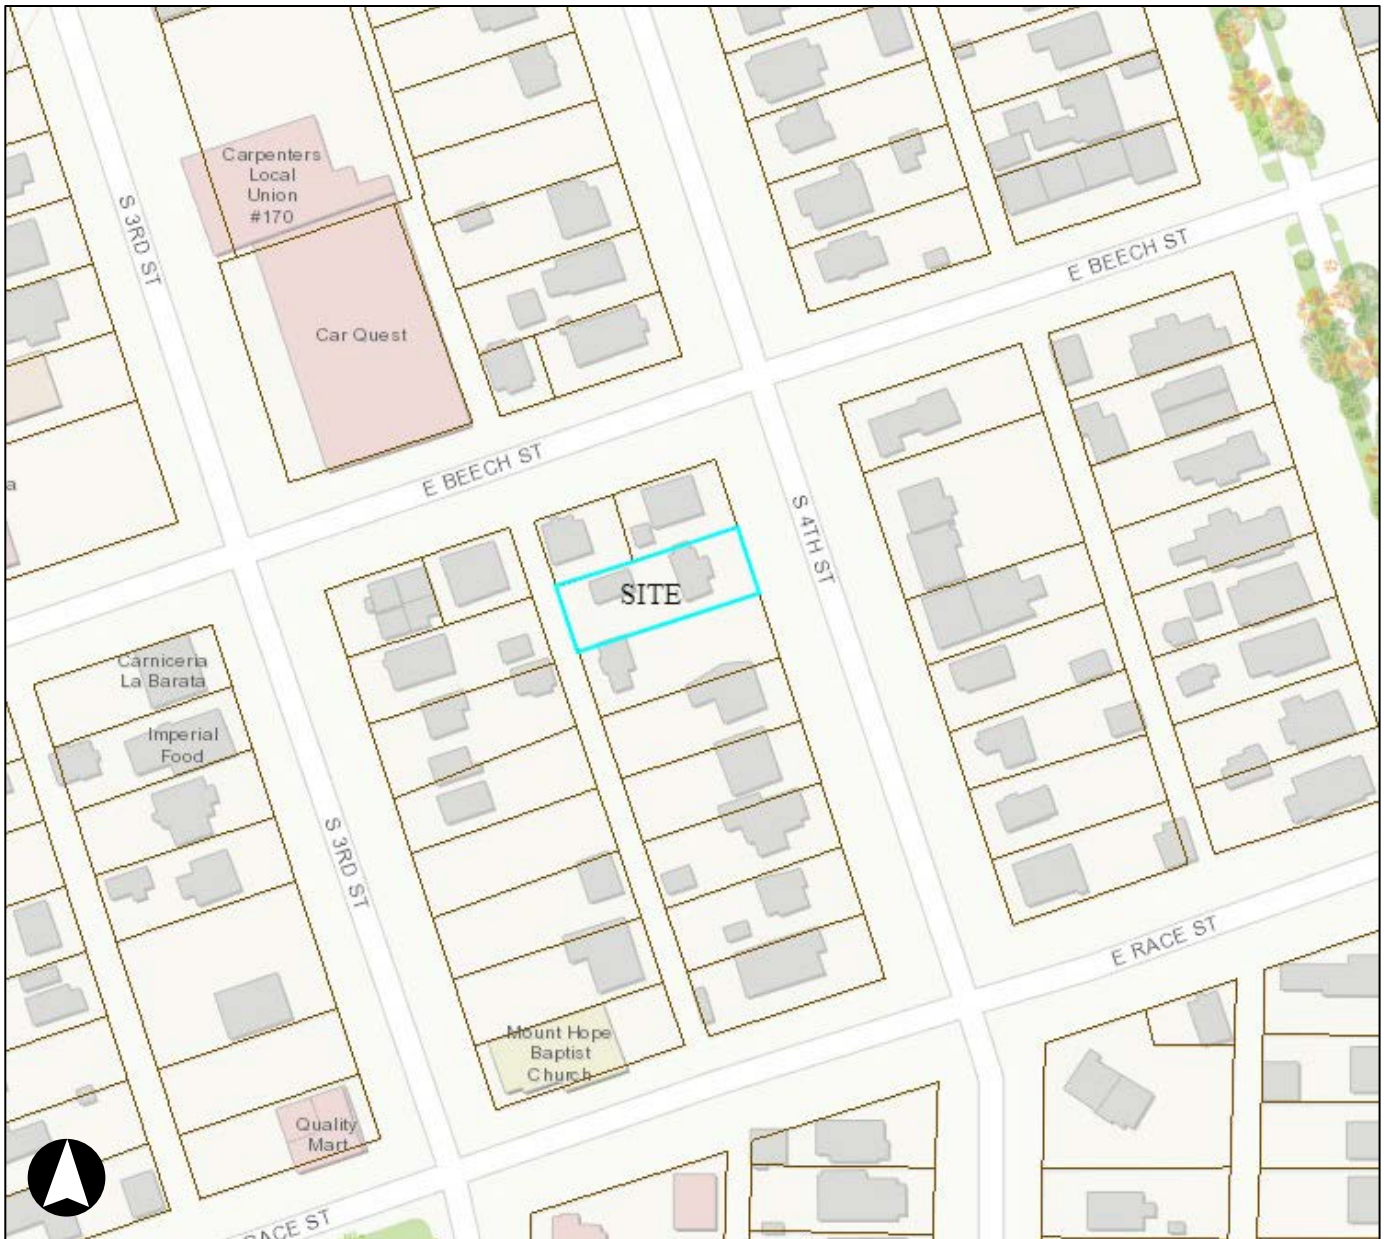 Carpenters
Local
Union
#170
S 3RD ST
E BEECH ST
Car Quest
E BEECH ST
a
S 4TH ST
SITE
Carniceria
La Barata
Imperial
Food
S 3RD ST
E RACE ST
Mount Hope
Baptist
Church
Quality
Mart
RACE ST